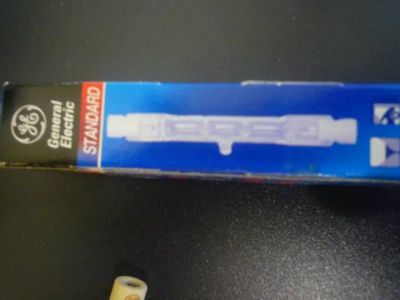 GE
General
Electric
STANDARD